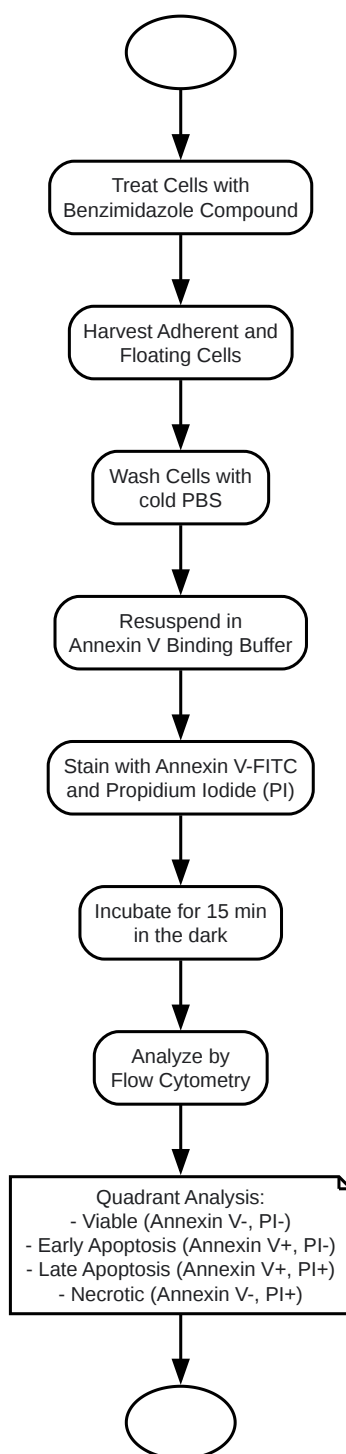 Treat Cells with
Benzimidazole Compound
Harvest Adherent and
Floating Cells
Wash Cells with
cold PBS
Resuspend in
Annexin V Binding Buffer
Stain with Annexin V-FITC
and Propidium Iodide (PI)
Incubate for 15 min
in the dark
Analyze by
Flow Cytometry
Quadrant Analysis:
- Viable (Annexin V-, PI-)
- Early Apoptosis (Annexin V+, PI-)
- Late Apoptosis (Annexin V+, PI+)
- Necrotic (Annexin V-, PI+)